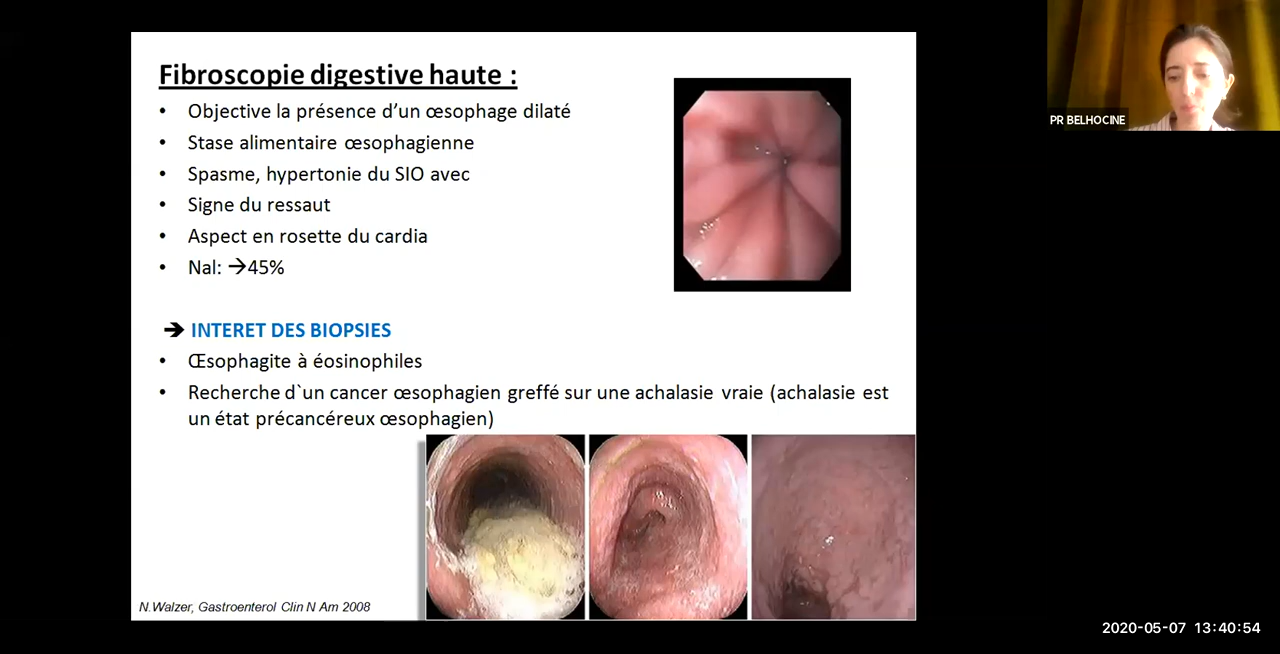 Fibroscopie digestive haute :
• Objective la présence d’un œsophage dilaté
• Stase alimentaire œsophagienne
• Spasme, hypertonie du SIO avec
• Signe du ressaut
• Aspect en rosette du cardia
• Nal: →45%
➔ INTERET DES BIOPSIES
• Œsophagite à éosinophiles
• Recherche d`un cancer œsophagien greffé sur une achalasie vraie (achalasie est
un état précancéreux œsophagien)
N.Walzer, Gastroenterol Clin N Am 2008
PR BELHOCINE
2020-05-07 13:40:54